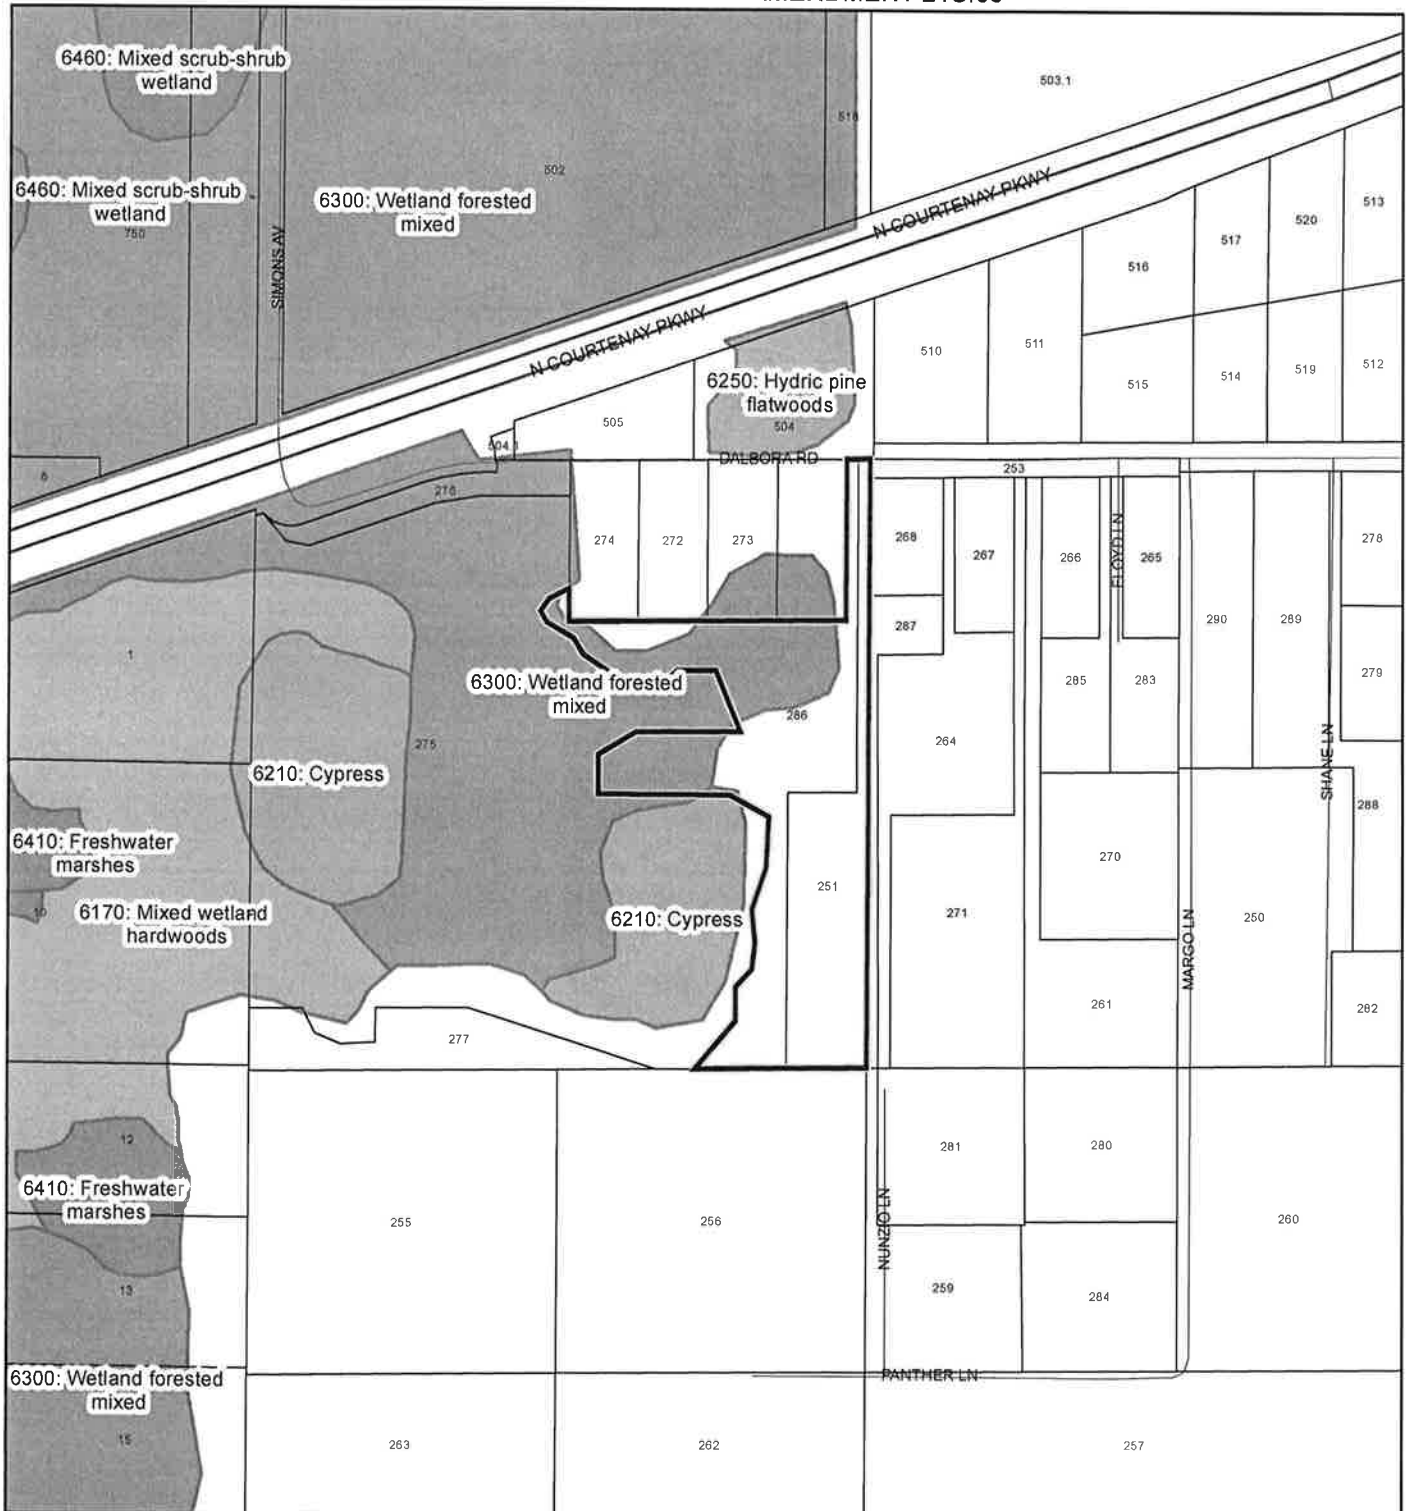 6460: Mixed scrub-shrub
wetland
503.1
518
502
6460: Mixed scrub-shrub
wetland
750
6300: Wetland forested
mixed
SIMONS AV
N COURTENAY PKWY
513
520
517
516
N COURTENAY PKWY
510
511
515
514
519
512
6250: Hydric pine
flatwoods
504
505
504.1
DALBORA RD
253
6
276
274
272
273
268
267
266
FLOYD LN
265
278
287
290
289
1
6300: Wetland forested
mixed
285
283
279
286
264
275
6210: Cypress
SHANE LN
288
6410: Freshwater
marshes
270
251
10
6170: Mixed wetland
hardwoods
6210: Cypress
271
250
MARGO LN
261
282
277
12
281
280
6410: Freshwater
marshes
255
256
NUNZIO LN
260
13
259
284
6300: Wetland forested
mixed
PANTHER LN
15
263
262
257